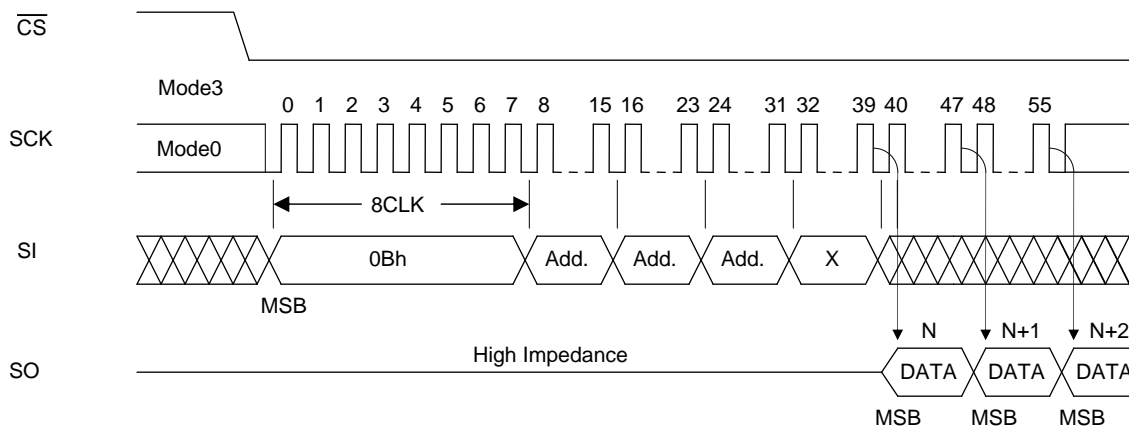 CS
Mode3
0 1 2 3 4 5 6 7 8 15 16 23 24 31 32 39 40 47 48 55
SCK
Mode0
8CLK
SI
0Bh Add. Add. Add. X
MSB
N N+1 N+2
High Impedance
SO
DATA DATA DATA
MSB MSB MSB